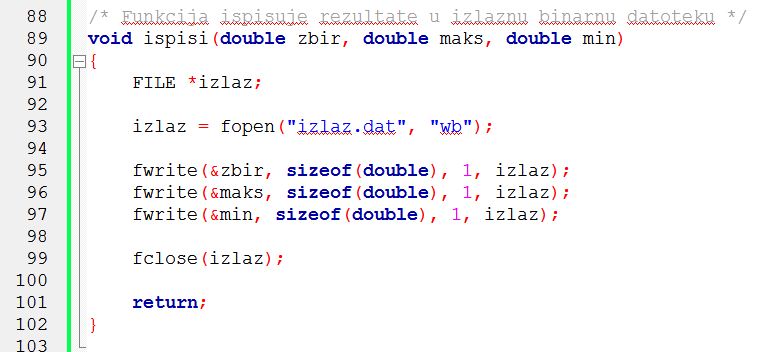 88 /* Funkcija ispisuje rezultate u izlaznu binarnu datoteku */
89 void ispisi(double zbir, double maks, double min)
90 {
91 FILE *izlaz;
92
93 izlaz = fopen("izlaz.dat", "wb");
94
95 fwrite(&zbir, sizeof(double), 1, izlaz);
96 fwrite(&maks, sizeof(double), 1, izlaz);
97 fwrite(&min, sizeof(double), 1, izlaz);
98
99 fclose(izlaz);
100
101 return;
102 }
103